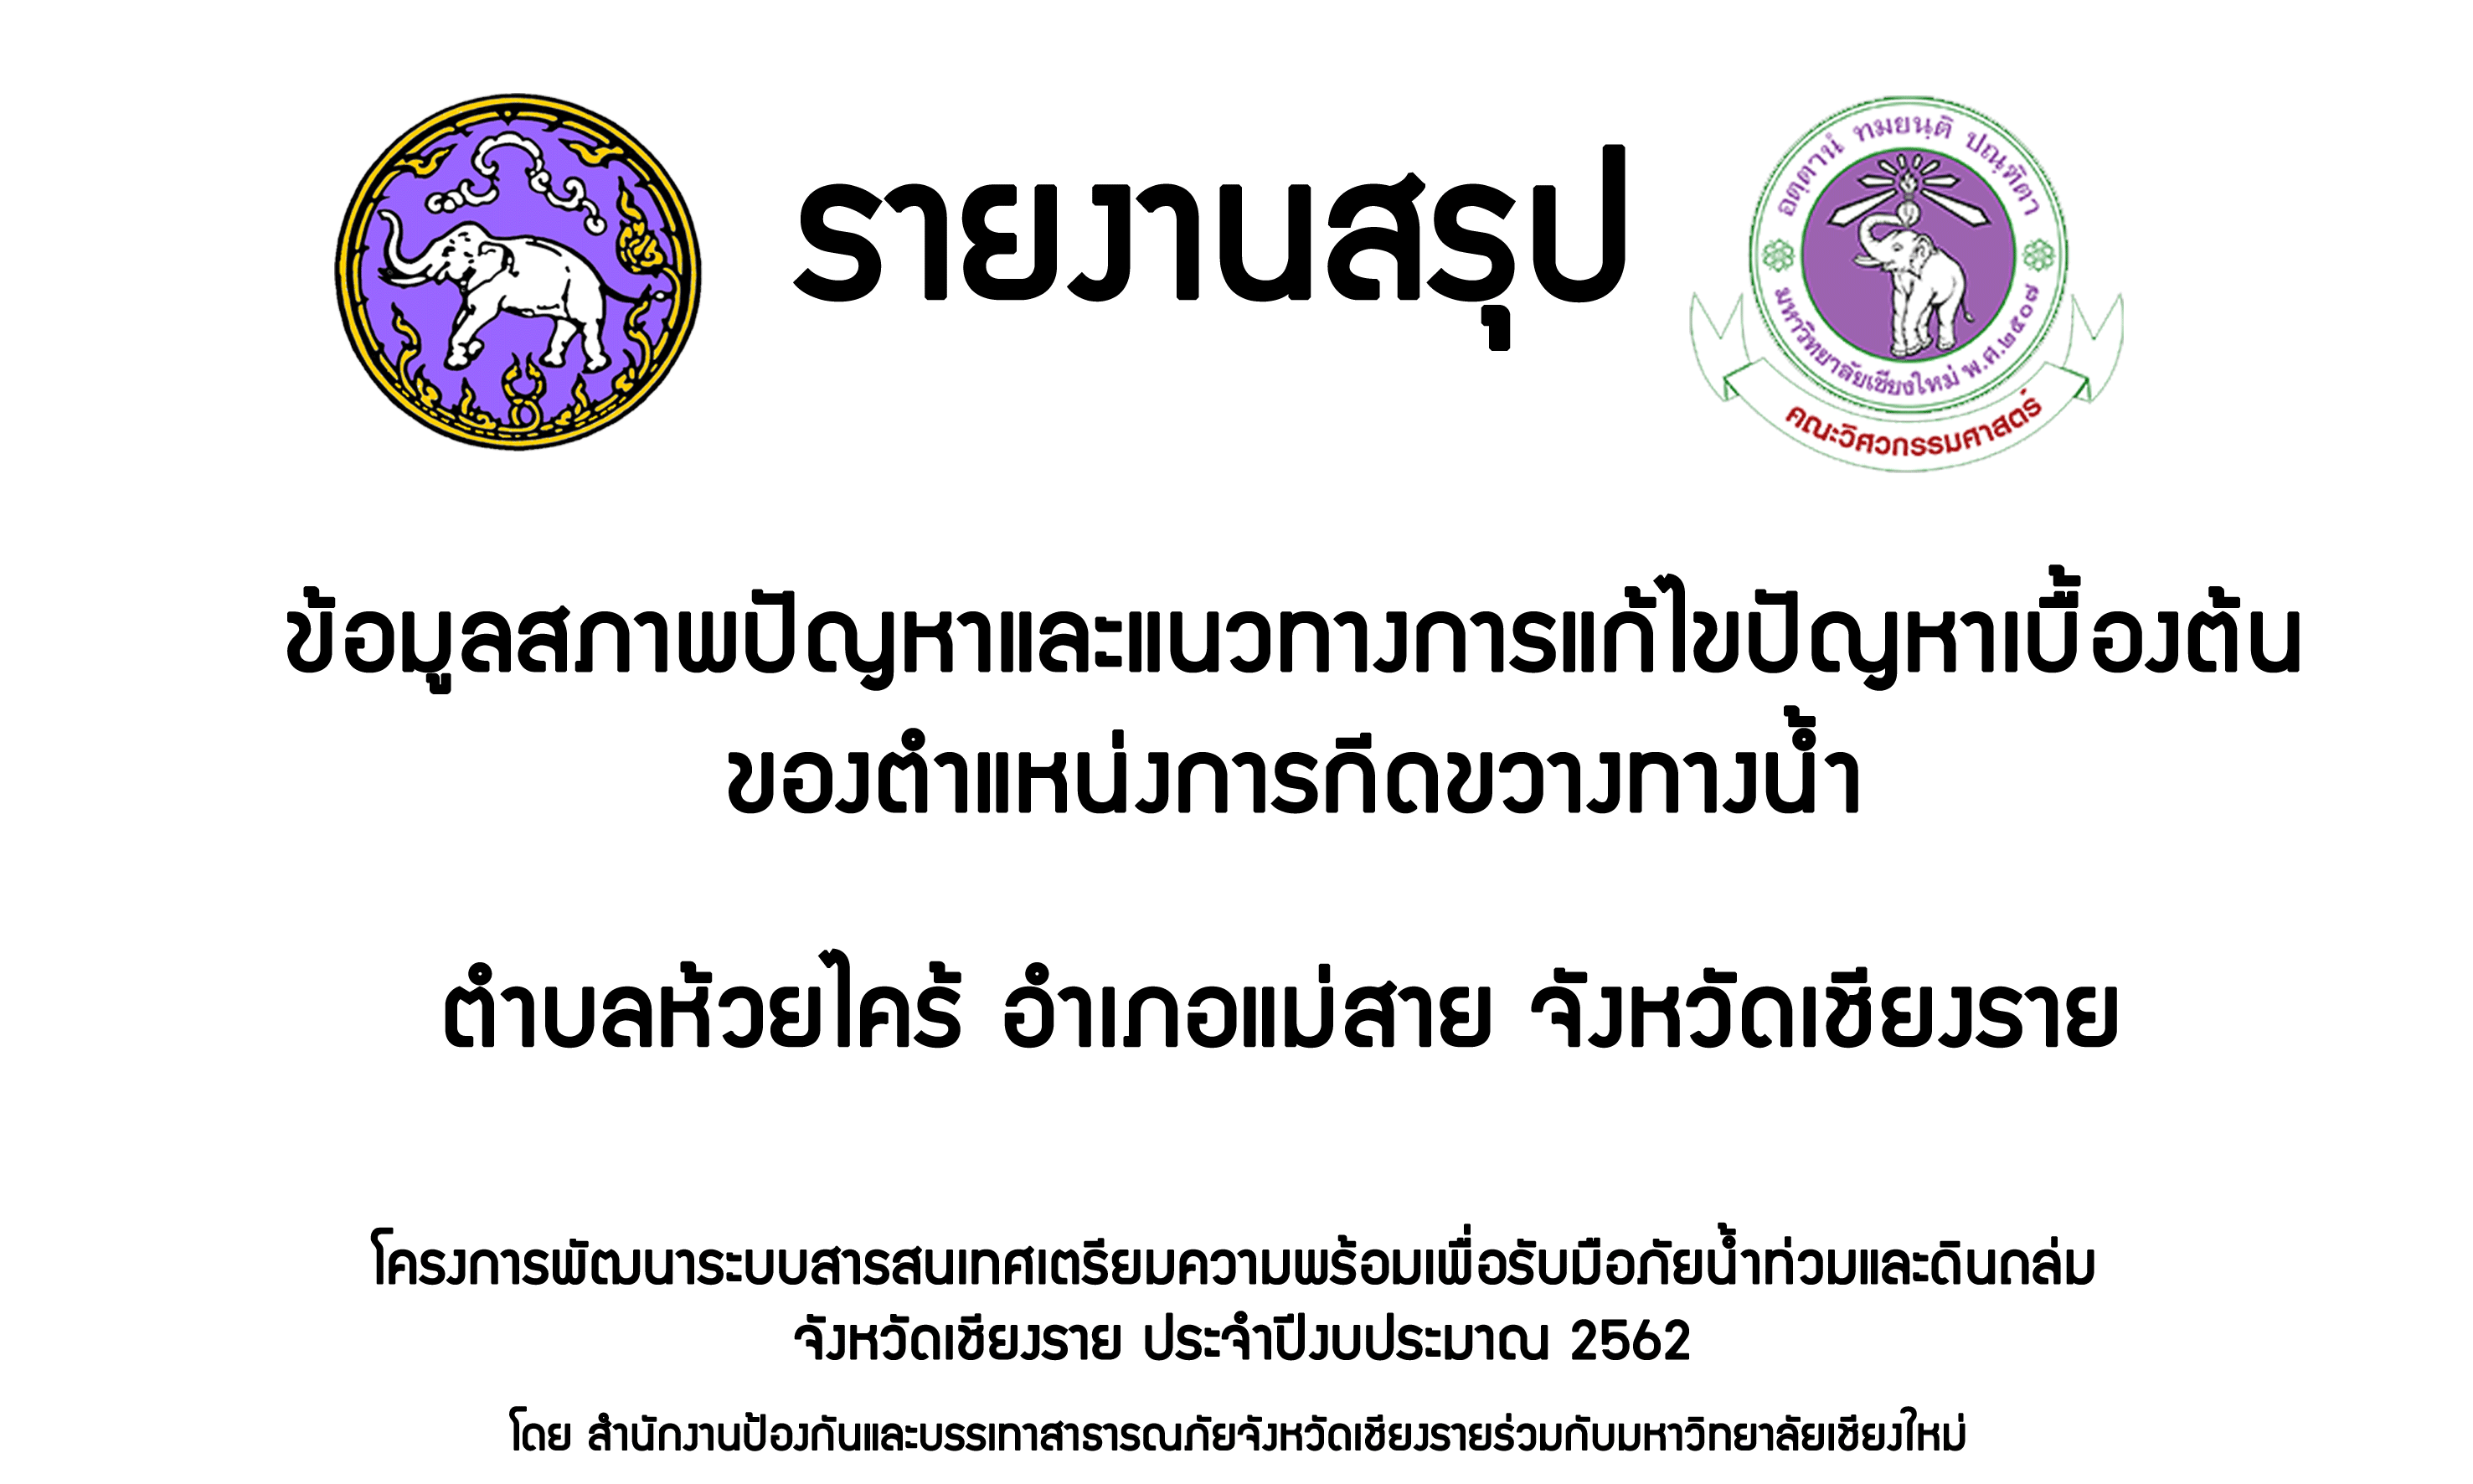 รายงานสรุป
อตฺตานํ ทมยนฺติ ปณฺฑิตา
มหาวิทยาลัยเชียงใหม่ พ.ศ.๒๕๐๗
คณะวิศวกรรมศาสตร์
ข้อมูลสภาพปัญหาและแนวทางการแก้ไขปัญหาเบื้องต้น
ของตำแหน่งการกีดขวางทางน้ำ
ตำบลห้วยไคร้ อำเภอแม่สาย จังหวัดเชียงราย
โครงการพัฒนาระบบสารสนเทศเตรียมความพร้อมเพื่อรับมือภัยน้ำท่วมและดินถล่ม
จังหวัดเชียงราย ประจำปีงบประมาณ 2562
โดย สำนักงานป้องกันและบรรเทาสาธารณภัยจังหวัดเชียงรายร่วมกับมหาวิทยาลัยเชียงใหม่